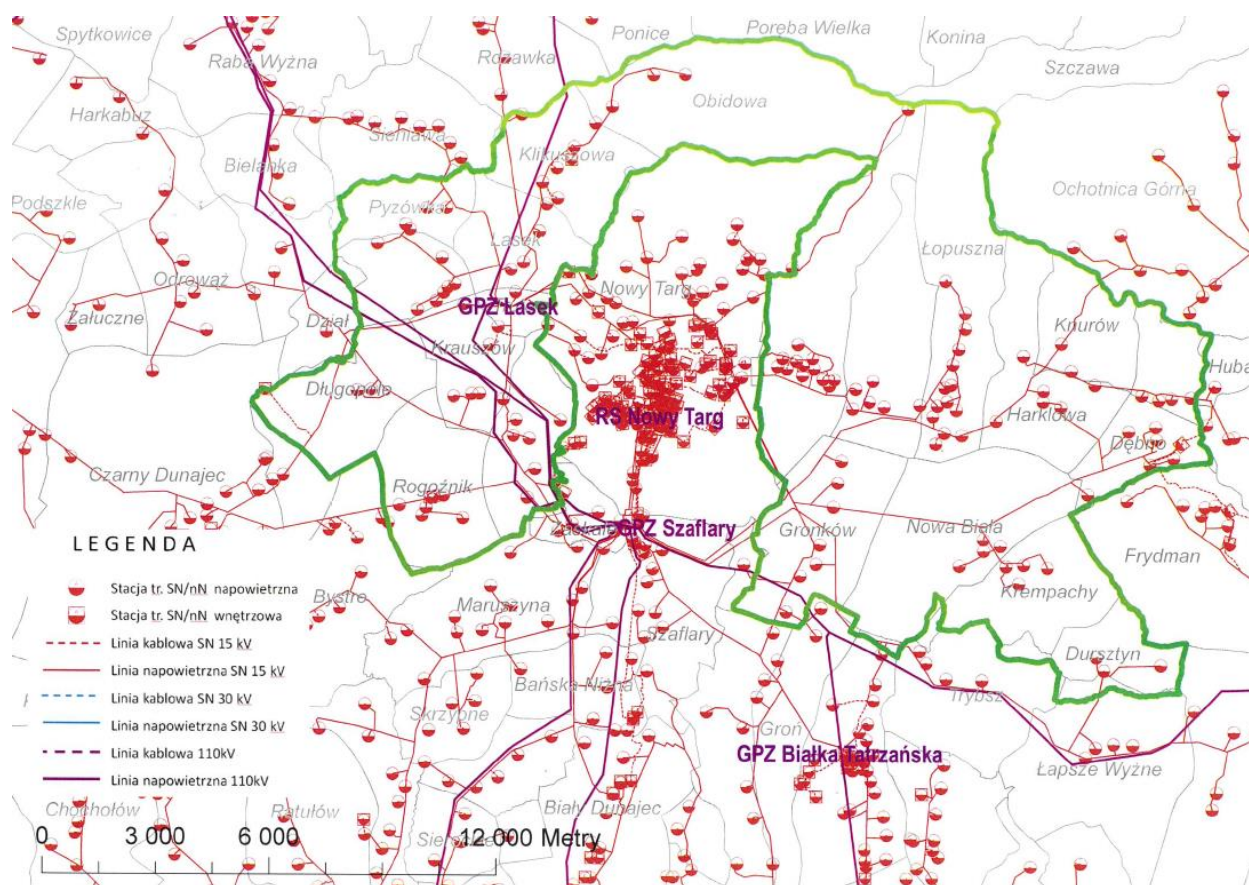 Spytkowice
Ponice
Poręba Wielka
Konina
Raba Wyżna
Rdzawka
Szczawa
Harkabuz
Obidowa
Sieniawa
Klikuszowa
Bielanka
Ochotnica Górna
Podszkle
Pyzówka
Lasek
Łopuszna
Odrowąż
Nowy Targ
GPZ Lasek
Załuczne
Dział
Knurów
Krauszów
Huba
Długopole
RS Nowy Targ
Harklowa
Dębno
Czarny Dunajec
Rogoźnik
Zaskale
GPZ Szaflary
Gronków
Nowa Biała
Frydman
LEGENDA
Stacja tr. SN/nN napowietrzna
Stacja tr. SN/nN wnętrzowa
Linia kablowa SN 15 kV
Linia napowietrzna SN 15 kV
Linia kablowa SN 30 kV
Linia napowietrzna SN 30 kV
Linia kablowa 110kV
Linia napowietrzna 110kV
Bystre
Maruszyna
Krempachy
Szaflary
Dursztyn
Bańska Niżna
Trybsz
Skrzypne
Groń
GPZ Białka Tatrzańska
Łapsze Wyżne
Chochołów
Ratułów
Biały Dunajec
0 3 000 6 000 12 000 Metry